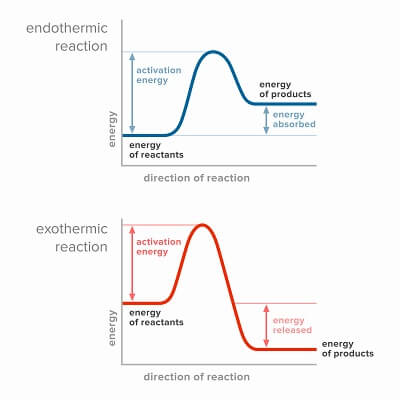 endothermic
reaction
activation
energy
energy
of products
energy
absorbed
energy
energy
of reactants
direction of reaction
exothermic
reaction
activation
energy
energy
of reactants
energy
released
energy
energy
of products
direction of reaction